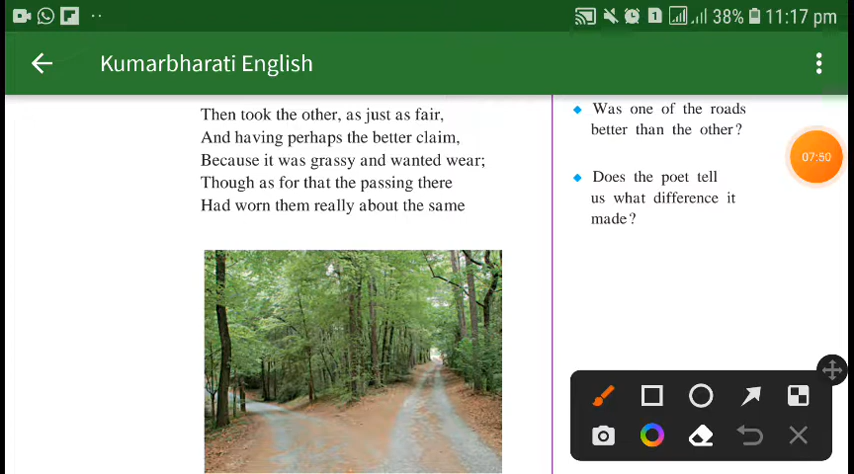 38% 11:17 pm
Kumarbharati English
Then took the other, as just as fair,
And having perhaps the better claim,
Because it was grassy and wanted wear;
Though as for that the passing there
Had worn them really about the same
Was one of the roads
better than the other?
Does the poet tell
us what difference it
made?
07:50
1